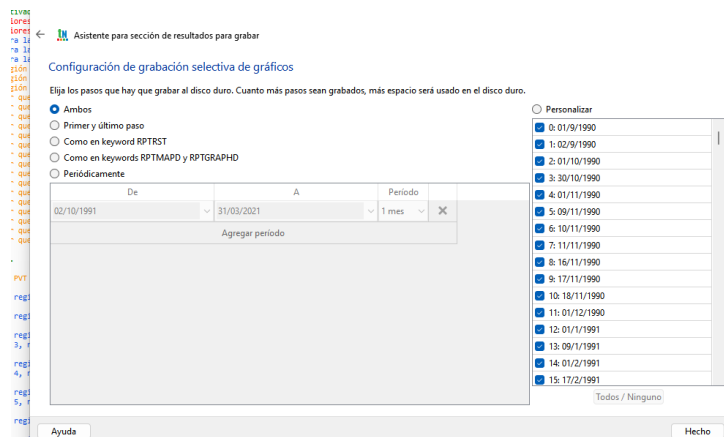 Asistente para sección de resultados para grabar
Configuración de grabación selectiva de gráficos
Elija los pasos que hay que grabar al disco duro. Cuanto más pasos sean grabados, más espacio será usado en el disco duro.
Ambos
Primer y último paso
Como en keyword RPTRST
Como en keywords RPTMAPD y RPTGRAPHD
Periódicamente
De A Período
02/10/1991 31/03/2021 1 mes
Agregar período
Personalizar
0: 01/9/1990
1: 02/9/1990
2: 01/10/1990
3: 30/10/1990
4: 01/11/1990
5: 09/11/1990
6: 10/11/1990
7: 11/11/1990
8: 16/11/1990
9: 17/11/1990
10: 18/11/1990
11: 01/12/1990
12: 01/1/1991
13: 09/1/1991
14: 01/2/1991
15: 17/2/1991
Todos / Ninguno
Ayuda Hecho
PVT